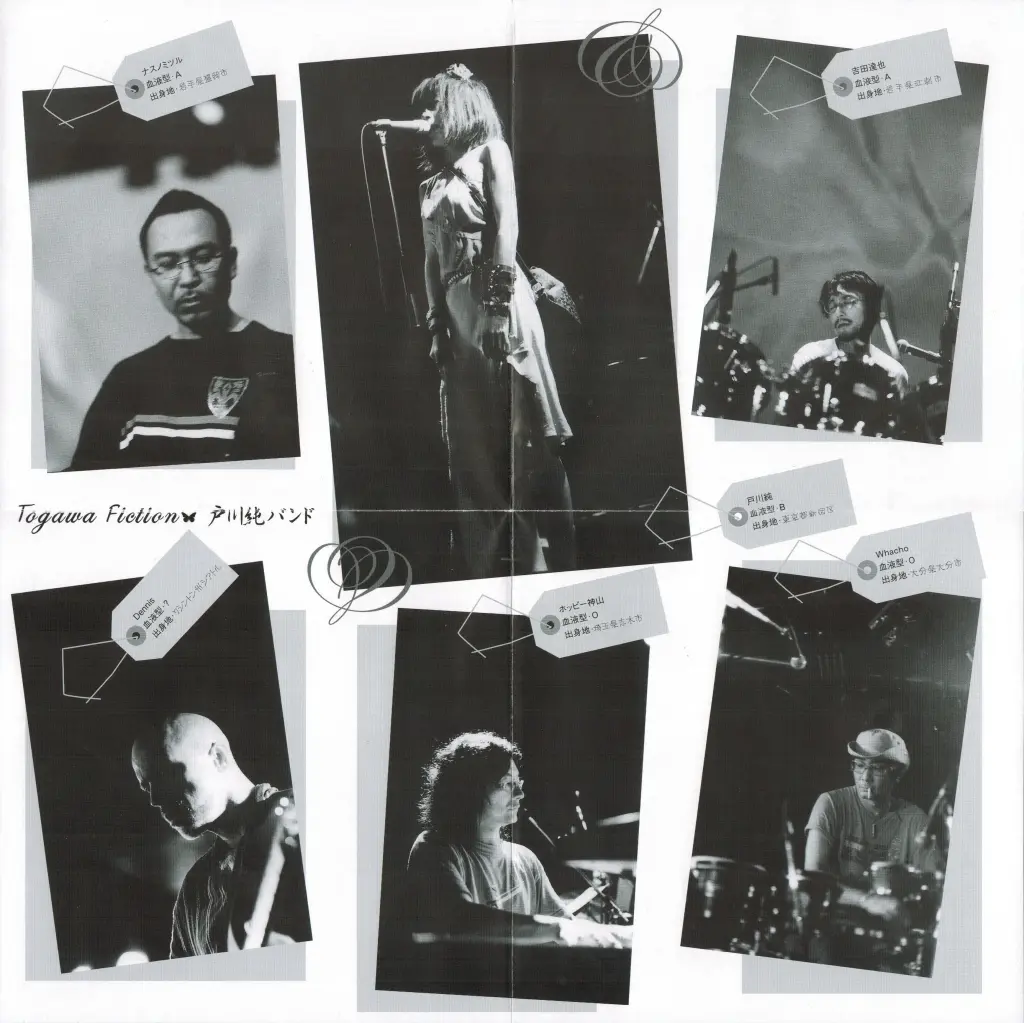 ナスノミツル
血液型・A
出身地・岩手県盛岡市
吉田達也
血液型・A
出身地・岩手県北上市
Togawa Fiction 戸川純バンド
戸川純
血液型・B
出身地・東京都新宿区
Dennis
血液型・?
出身地・ワシントン州シアトル
ホッピー神山
血液型・O
出身地・埼玉県志木市
Whacho
血液型・O
出身地・大分県大分市